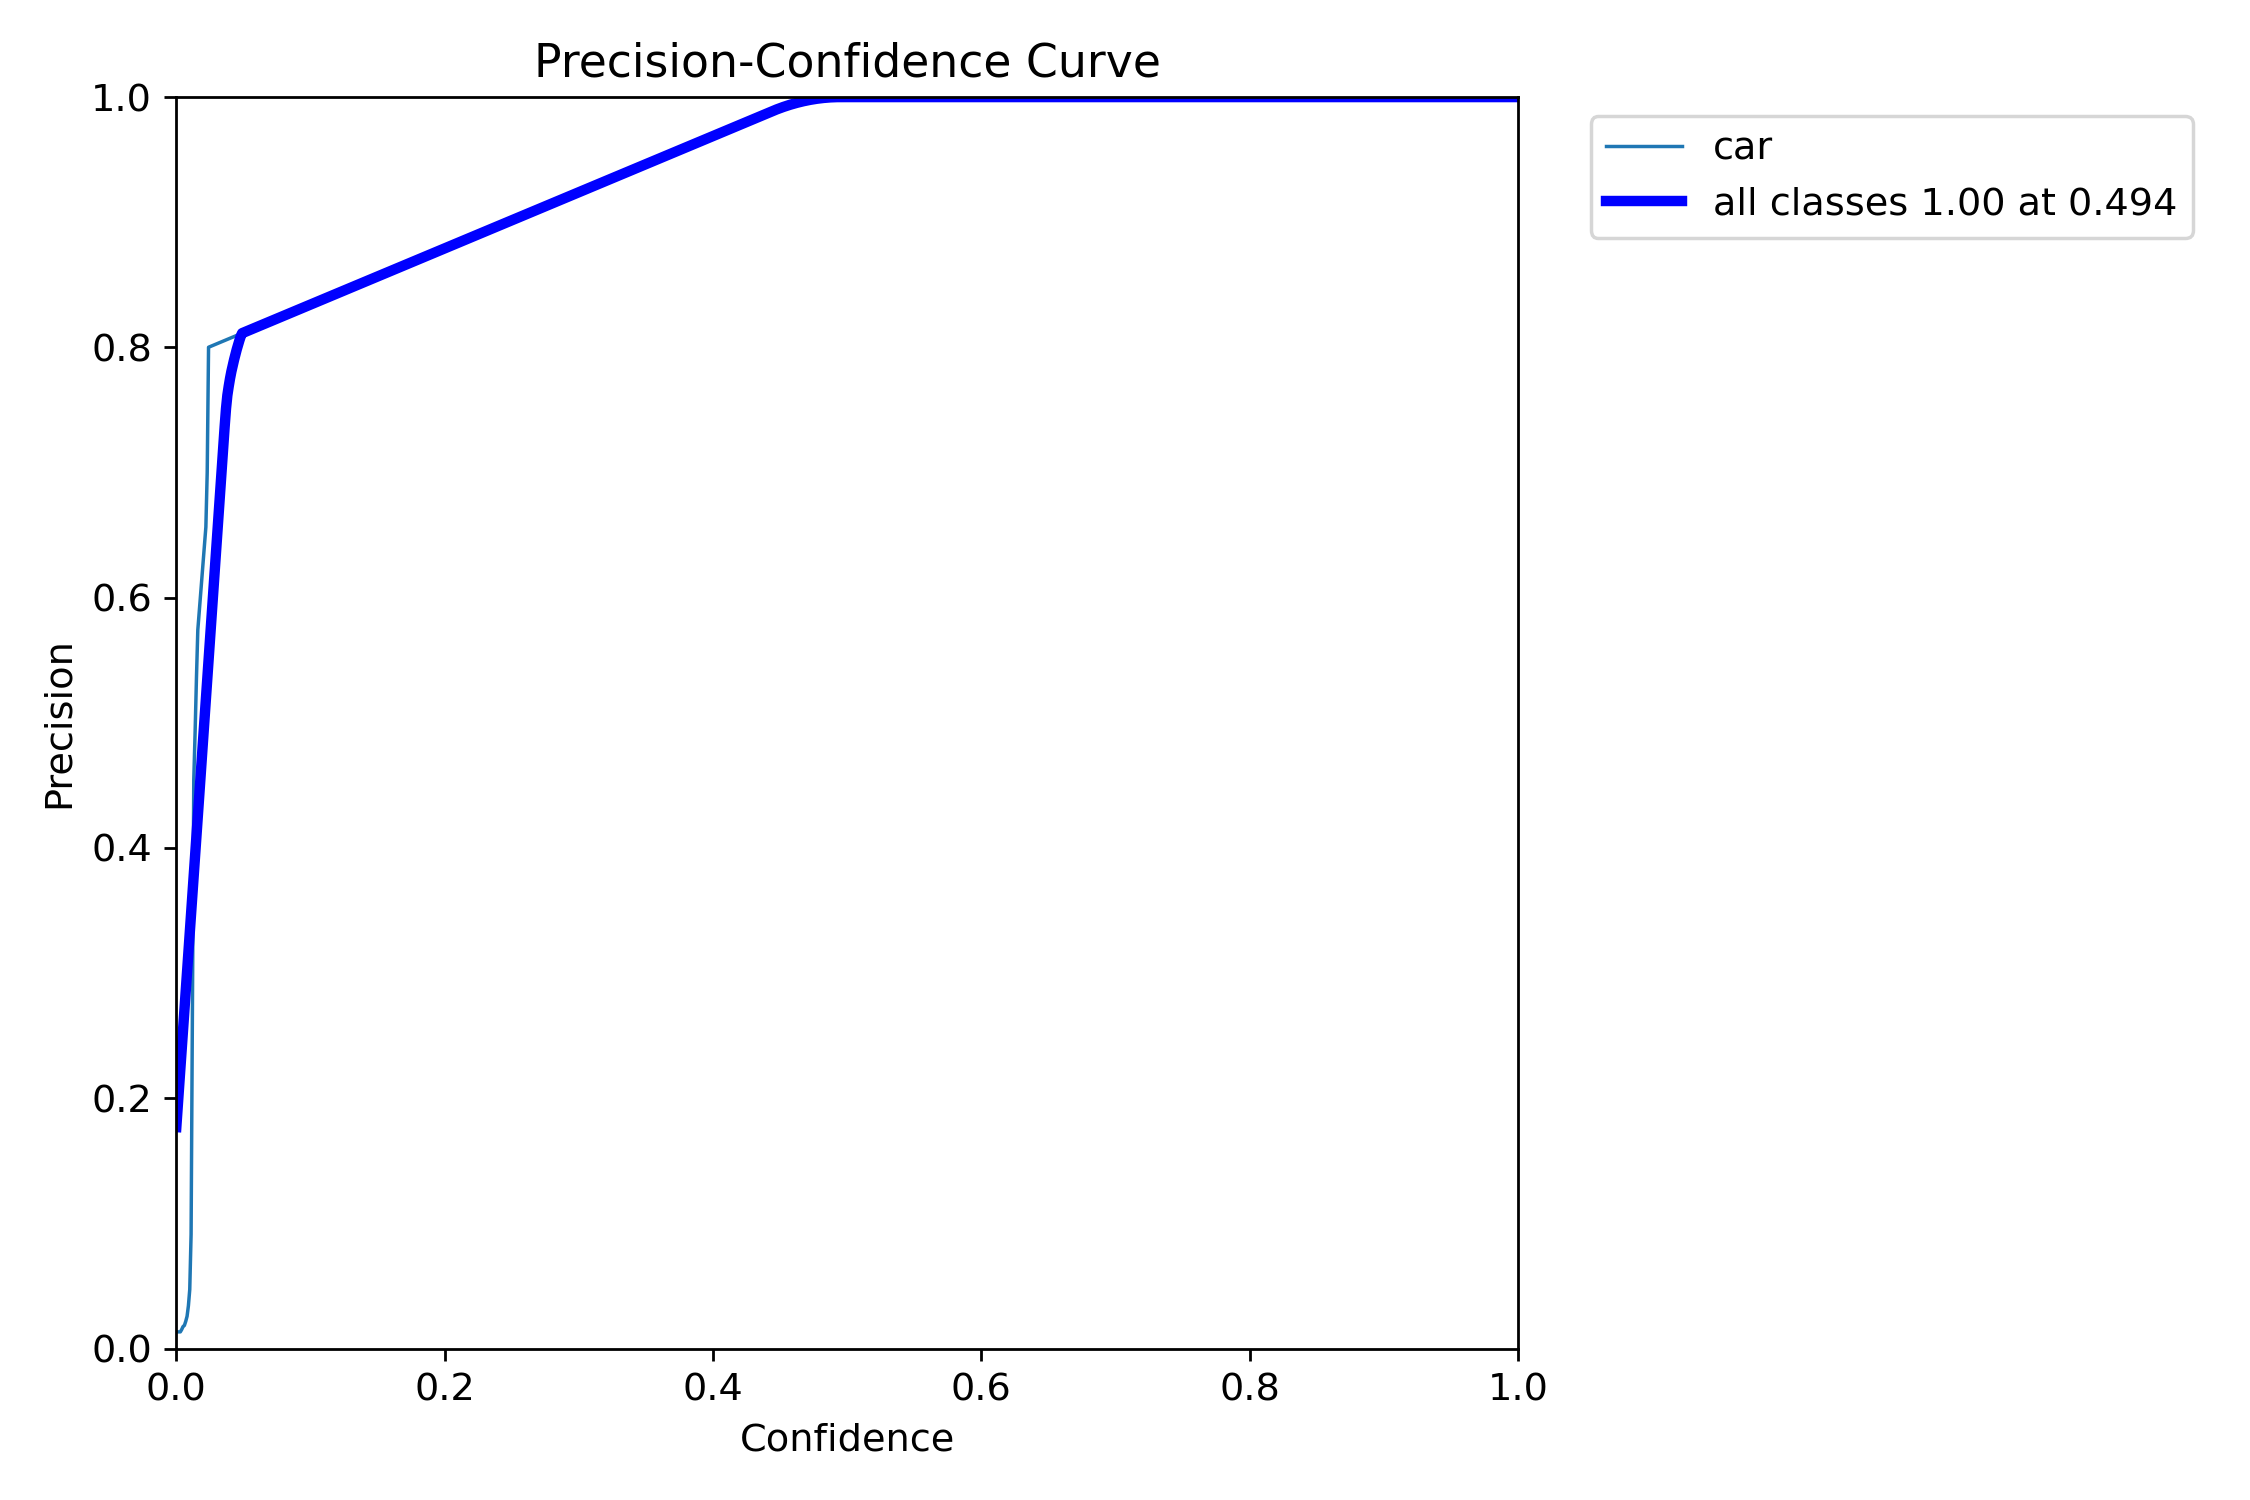 Precision-Confidence Curve
1.0
0.8
0.6
0.4
0.2
0.0
Precision
0.0 0.2 0.4 0.6 0.8 1.0
Confidence
car
all classes 1.00 at 0.494